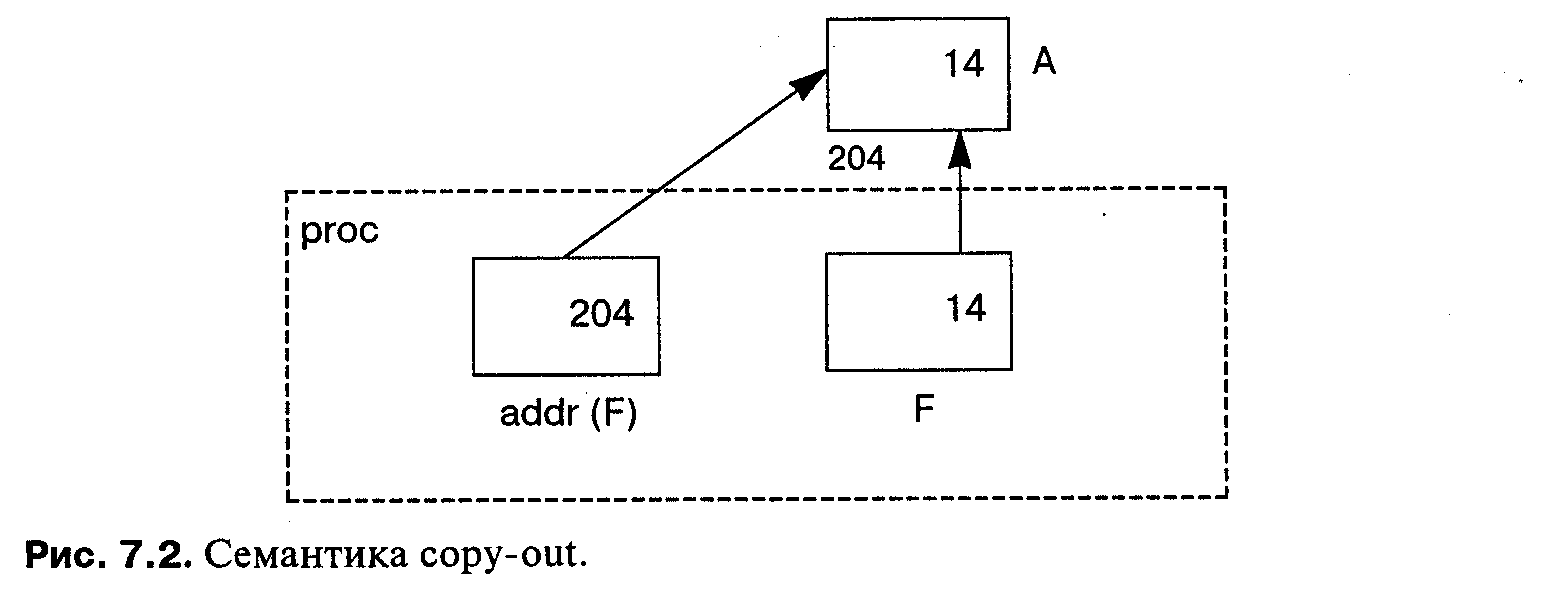 14 A
204
proc
204 14
addr (F) F
Рис. 7.2. Семантика copy-out.